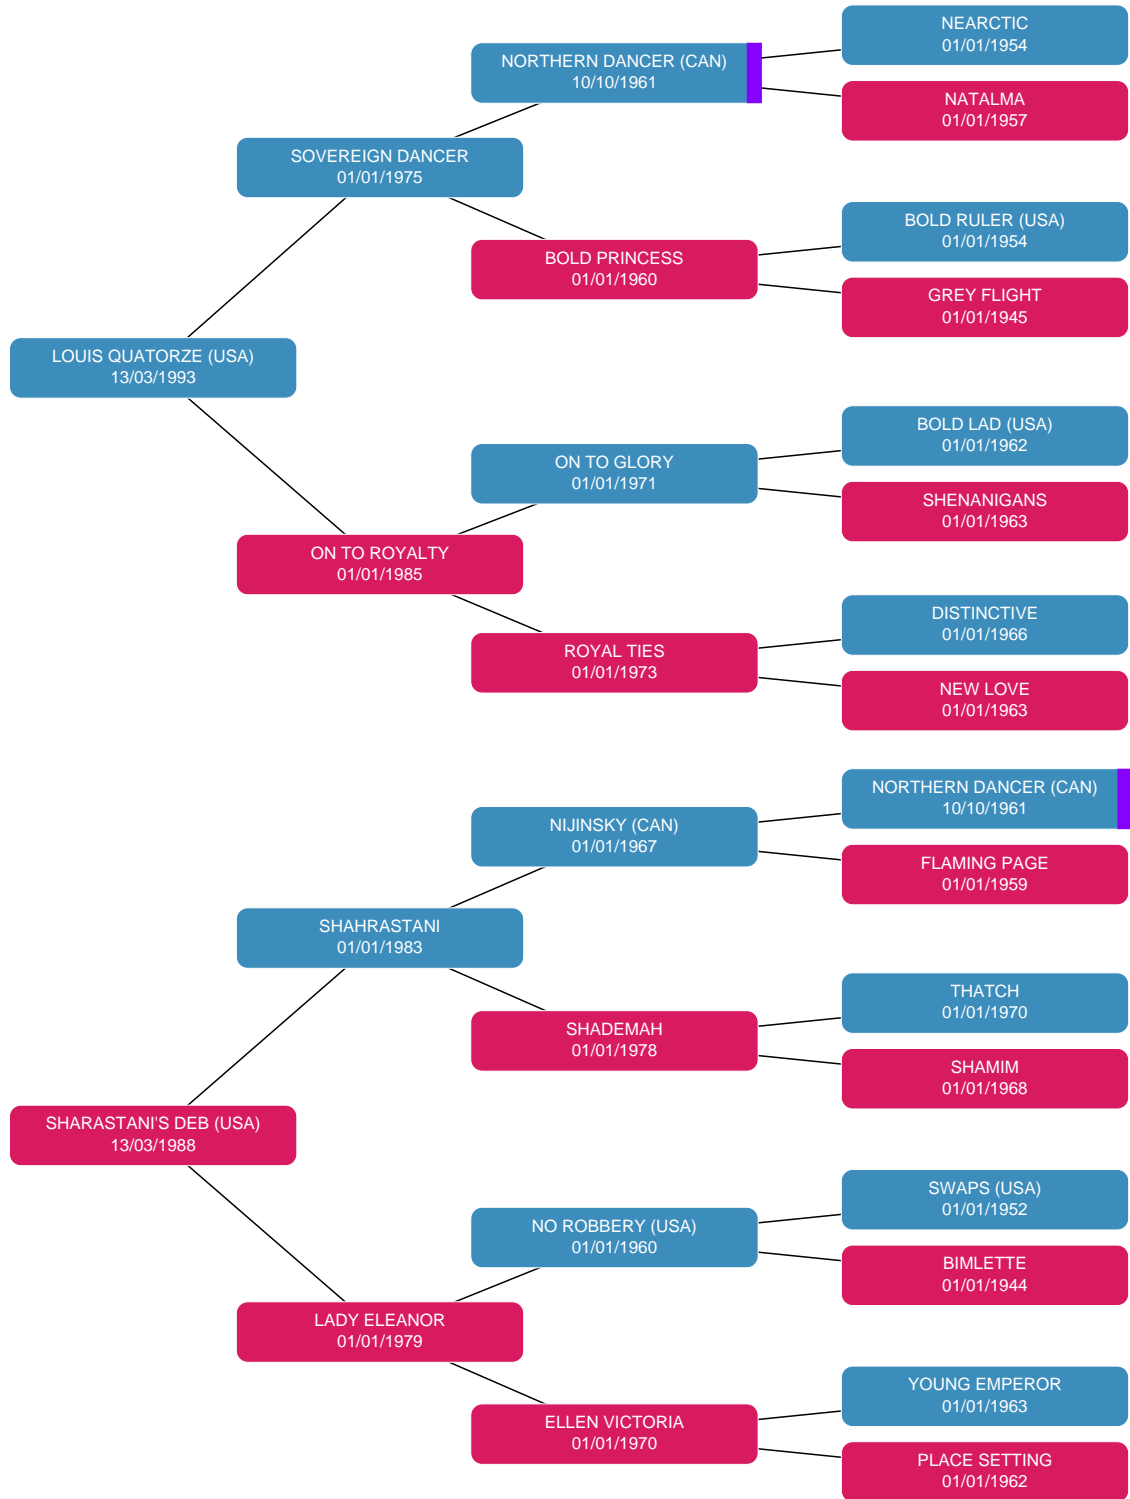 NEARCTIC
01/01/1954
NORTHERN DANCER (CAN)
10/10/1961
NATALMA
01/01/1957
SOVEREIGN DANCER
01/01/1975
BOLD RULER (USA)
01/01/1954
BOLD PRINCESS
01/01/1960
GREY FLIGHT
01/01/1945
LOUIS QUATORZE (USA)
13/03/1993
BOLD LAD (USA)
01/01/1962
ON TO GLORY
01/01/1971
SHENANIGANS
01/01/1963
ON TO ROYALTY
01/01/1985
DISTINCTIVE
01/01/1966
ROYAL TIES
01/01/1973
NEW LOVE
01/01/1963
NORTHERN DANCER (CAN)
10/10/1961
NIJINSKY (CAN)
01/01/1967
FLAMING PAGE
01/01/1959
SHAHRASTANI
01/01/1983
THATCH
01/01/1970
SHADEMAH
01/01/1978
SHAMIM
01/01/1968
SHARASTANI'S DEB (USA)
13/03/1988
SWAPS (USA)
01/01/1952
NO ROBBERY (USA)
01/01/1960
BIMLETTE
01/01/1944
LADY ELEANOR
01/01/1979
YOUNG EMPEROR
01/01/1963
ELLEN VICTORIA
01/01/1970
PLACE SETTING
01/01/1962